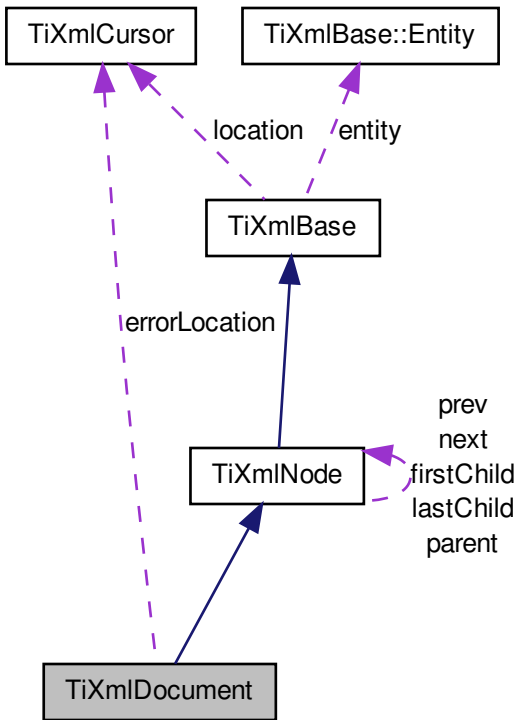 TiXmlCursor
TiXmlBase::Entity
location
entity
TiXmlBase
errorLocation
prev
next
firstChild
lastChild
parent
TiXmlNode
TiXmlDocument